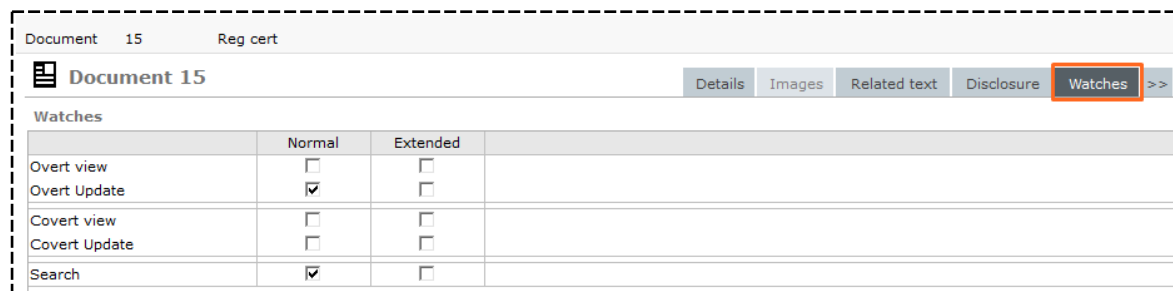 Document 15 Reg cert
Document 15
Details Images Related text Disclosure Watches >>
Watches
Normal Extended
Overt view
Overt Update
Covert view
Covert Update
Search